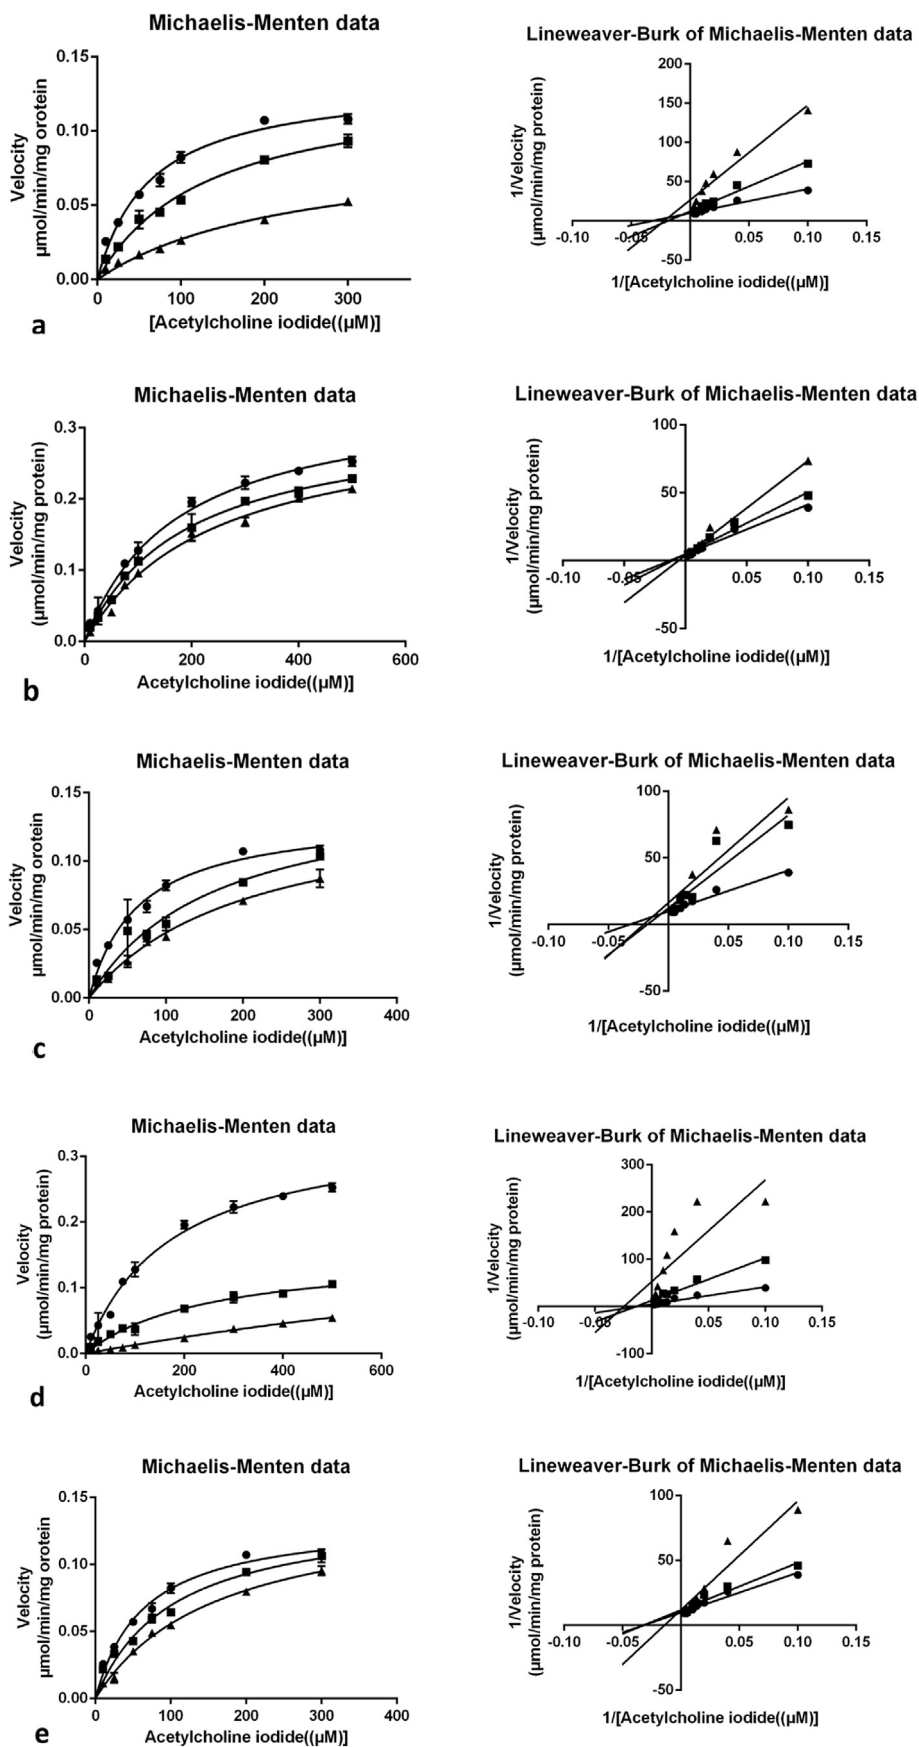 Michaelis-Menten data
Lineweaver-Burk of Michaelis-Menten data
Velocity
µmol/min/mg orotein
0.15
0.10
0.05
0.00
0
100
200
300
[Acetylcholine iodide((µM)]
1/Velocity
(µmol/min/mg protein)
200
150
100
50
-50
-0.10
-0.05
0.05
0.10
0.15
1/[Acetylcholine iodide((µM)]
a
Michaelis-Menten data
Lineweaver-Burk of Michaelis-Menten data
Velocity
(µmol/min/mg protein)
0.3
0.2
0.1
0.0
0
200
400
600
Acetylcholine iodide((µM)]
1/Velocity
(µmol/min/mg protein)
100
50
-50
-0.10
-0.05
0.05
0.10
0.15
1/[Acetylcholine iodide((µM)]
b
Michaelis-Menten data
Lineweaver-Burk of Michaelis-Menten data
Velocity
µmol/min/mg orotein
0.15
0.10
0.05
0.00
0
100
200
300
400
Acetylcholine iodide((µM)]
1/Velocity
(µmol/min/mg protein)
100
50
-50
-0.10
-0.05
0.05
0.10
0.15
1/[Acetylcholine iodide((µM)]
c
Michaelis-Menten data
Lineweaver-Burk of Michaelis-Menten data
Velocity
(µmol/min/mg protein)
0.3
0.2
0.1
0.0
0
200
400
600
Acetylcholine iodide((µM)]
1/Velocity
(µmol/min/mg protein)
300
200
100
-100
-0.10
-0.05
0.05
0.10
0.15
1/[Acetylcholine iodide((µM)]
d
Michaelis-Menten data
Lineweaver-Burk of Michaelis-Menten data
Velocity
µmol/min/mg orotein
0.15
0.10
0.05
0.00
0
100
200
300
400
Acetylcholine iodide((µM)]
1/Velocity
(µmol/min/mg protein)
100
50
-50
-0.10
-0.05
0.05
0.10
0.15
1/[Acetylcholine iodide((µM)]
e